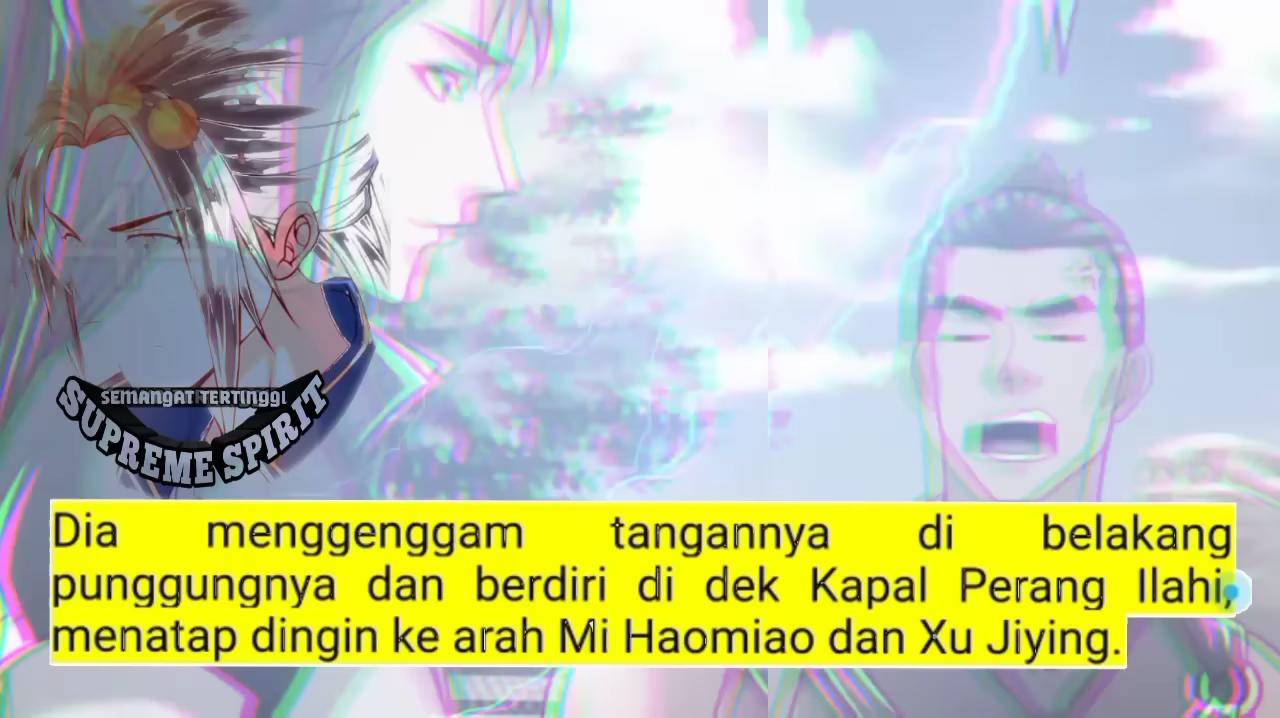 SEMANGAT TERTINGGI
SUPREME SPIRIT
Dia menggenggam tangannya di belakang
punggungnya dan berdiri di dek Kapal Perang Ilahi,
menatap dingin ke arah Mi Haomiao dan Xu Jiying.